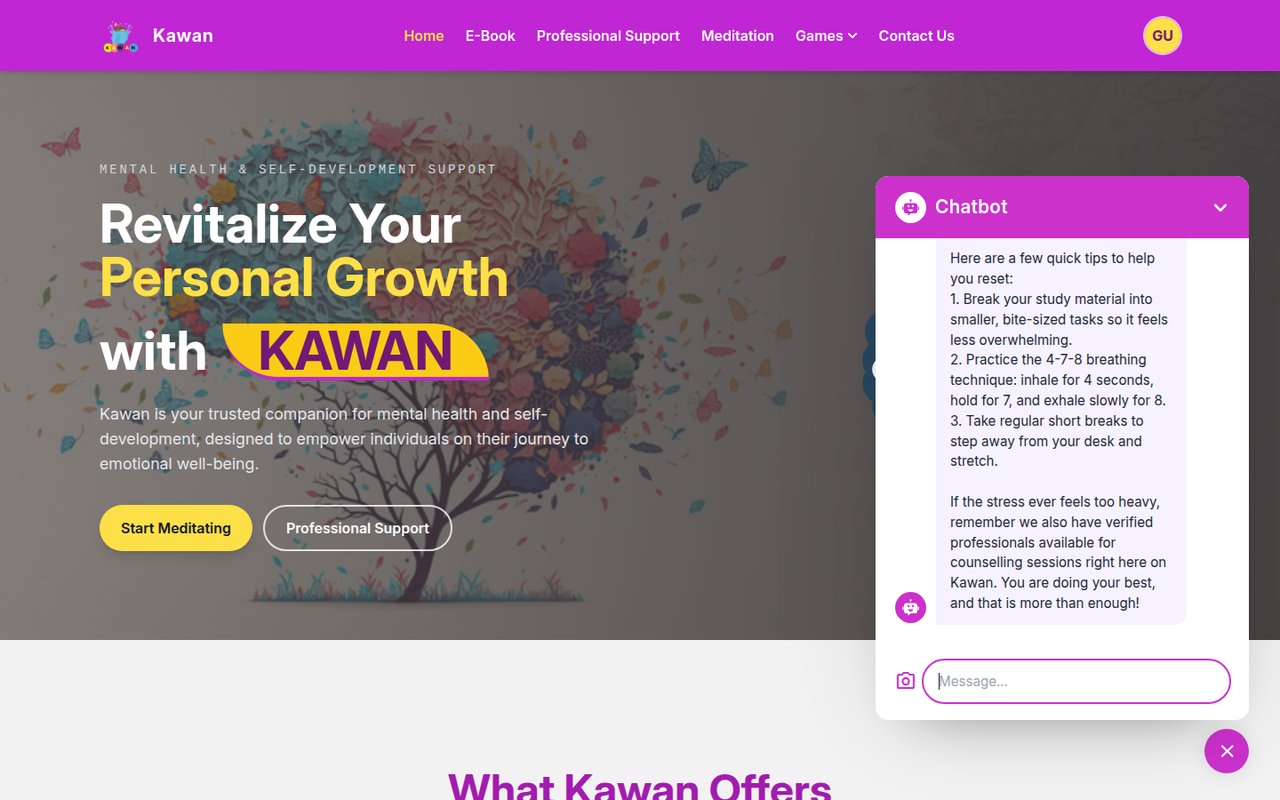 KAWAN
Kawan
Home
E-Book
Professional Support
Meditation
Games
Contact Us
GU
MENTAL HEALTH & SELF-DEVELOPMENT SUPPORT
Revitalize Your
Personal Growth
with KAWAN
Kawan is your trusted companion for mental health and self-
development, designed to empower individuals on their journey to
emotional well-being.
Start Meditating
Professional Support
What Kawan Offers
Chatbot
Here are a few quick tips to help
you reset:
1. Break your study material into
smaller, bite-sized tasks so it feels
less overwhelming.
2. Practice the 4-7-8 breathing
technique: inhale for 4 seconds,
hold for 7, and exhale slowly for 8.
3. Take regular short breaks to
step away from your desk and
stretch.
If the stress ever feels too heavy,
remember we also have verified
professionals available for
counselling sessions right here on
Kawan. You are doing your best,
and that is more than enough!
Message...